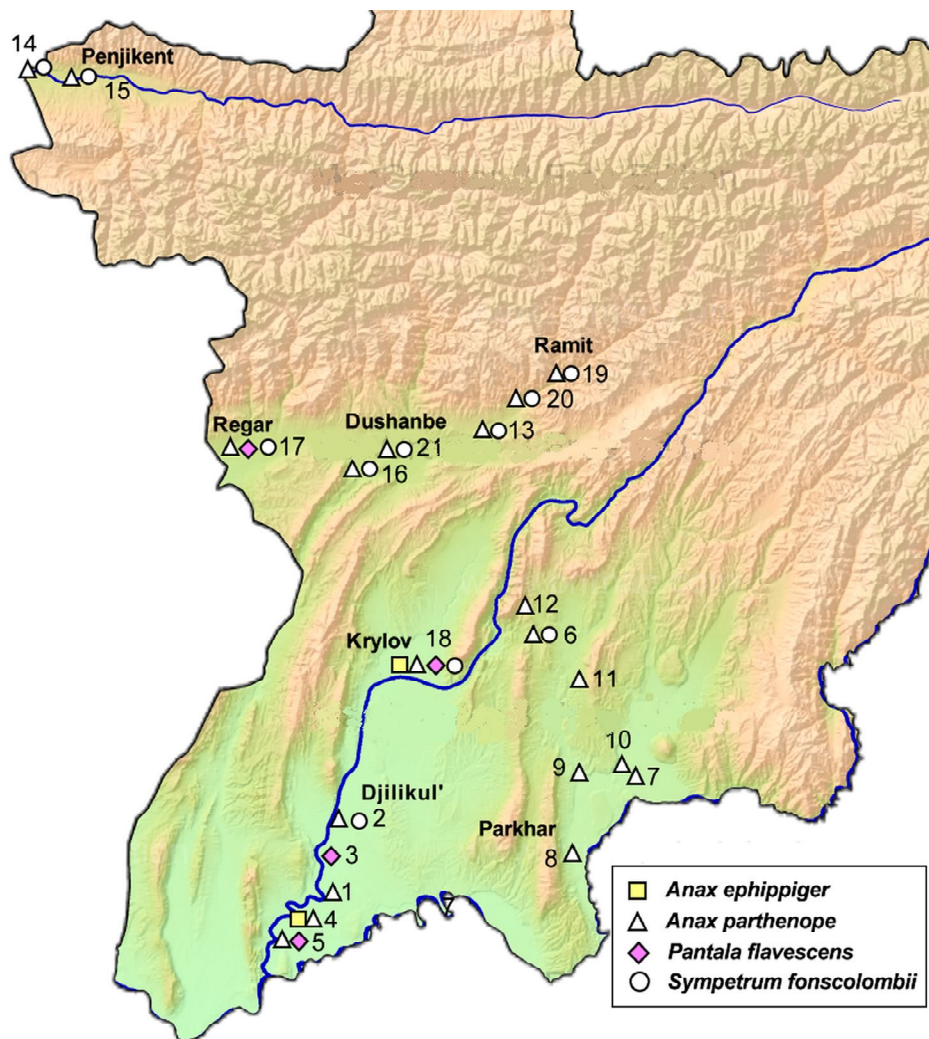 14
Penjikent
15
Ramit
19
20
Regar
Dushanbe
13
17
21
16
12
Krylov
18
6
11
10
9
7
Djilikul'
2
Parkhar
3
8
1
4
5
Anax ephippiger
Anax parthenope
Pantala flavescens
Sympetrum fonscolombii